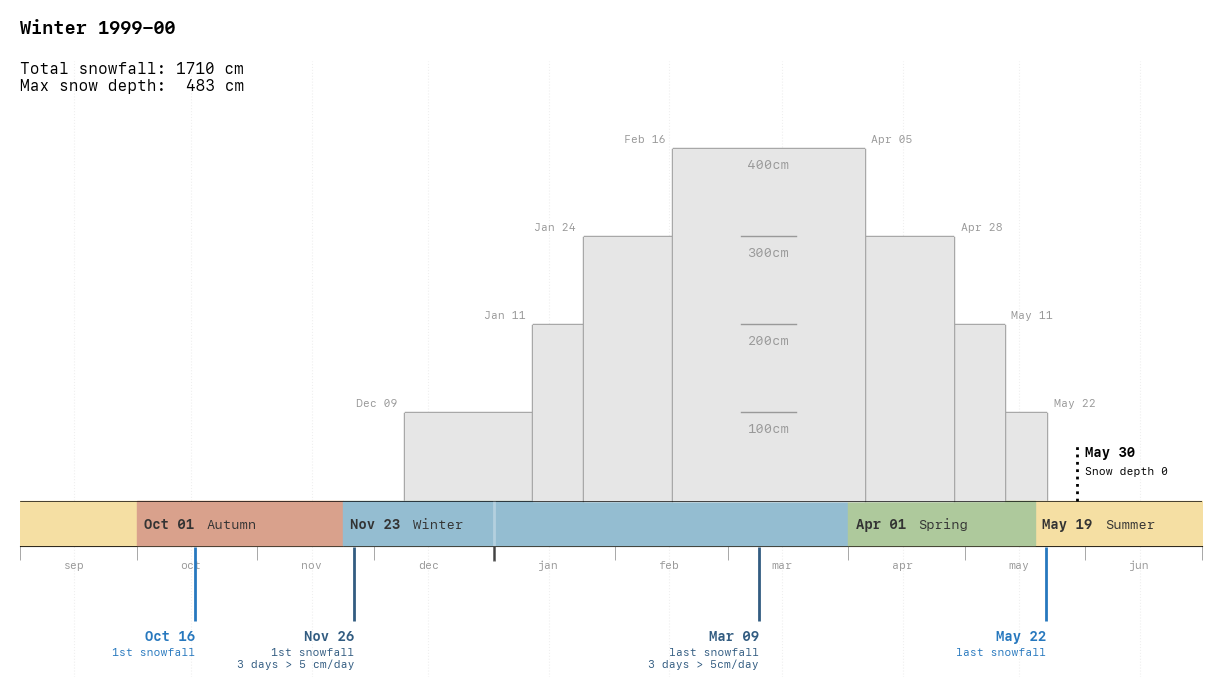 Winter 1999–00
Total snowfall: 1710 cm
Max snow depth:  483 cm
Feb 16
Apr 05
400cm
Jan 24
Apr 28
300cm
Jan 11
May 11
200cm
Dec 09
May 22
100cm
May 30
Snow depth 0
Oct 01 Autumn
Nov 23 Winter
Apr 01 Spring
May 19 Summer
sep
oct
nov
dec
jan
feb
mar
apr
may
jun
Oct 16
1st snowfall
Nov 26
1st snowfall
3 days > 5 cm/day
Mar 09
last snowfall
3 days > 5cm/day
May 22
last snowfall